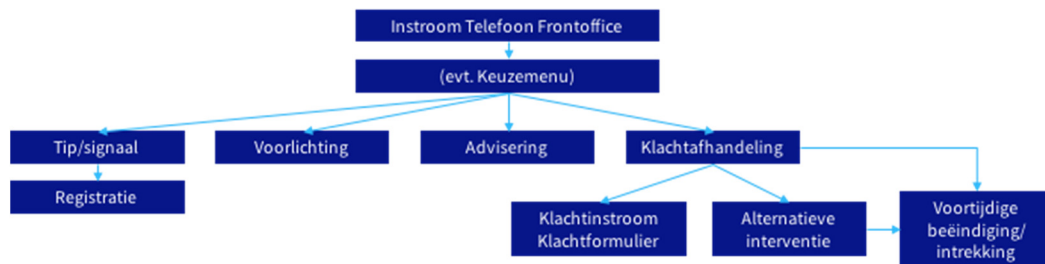 Instroom Telefoon Frontoffice
(evt. Keuzemenu)
Tip/signaal
Voorlichting
Advisering
Klachtafhandeling
Registratie
Klachtinstroom
Klachtformulier
Alternatieve
interventie
Voortijdige
beëindiging/
intrekking